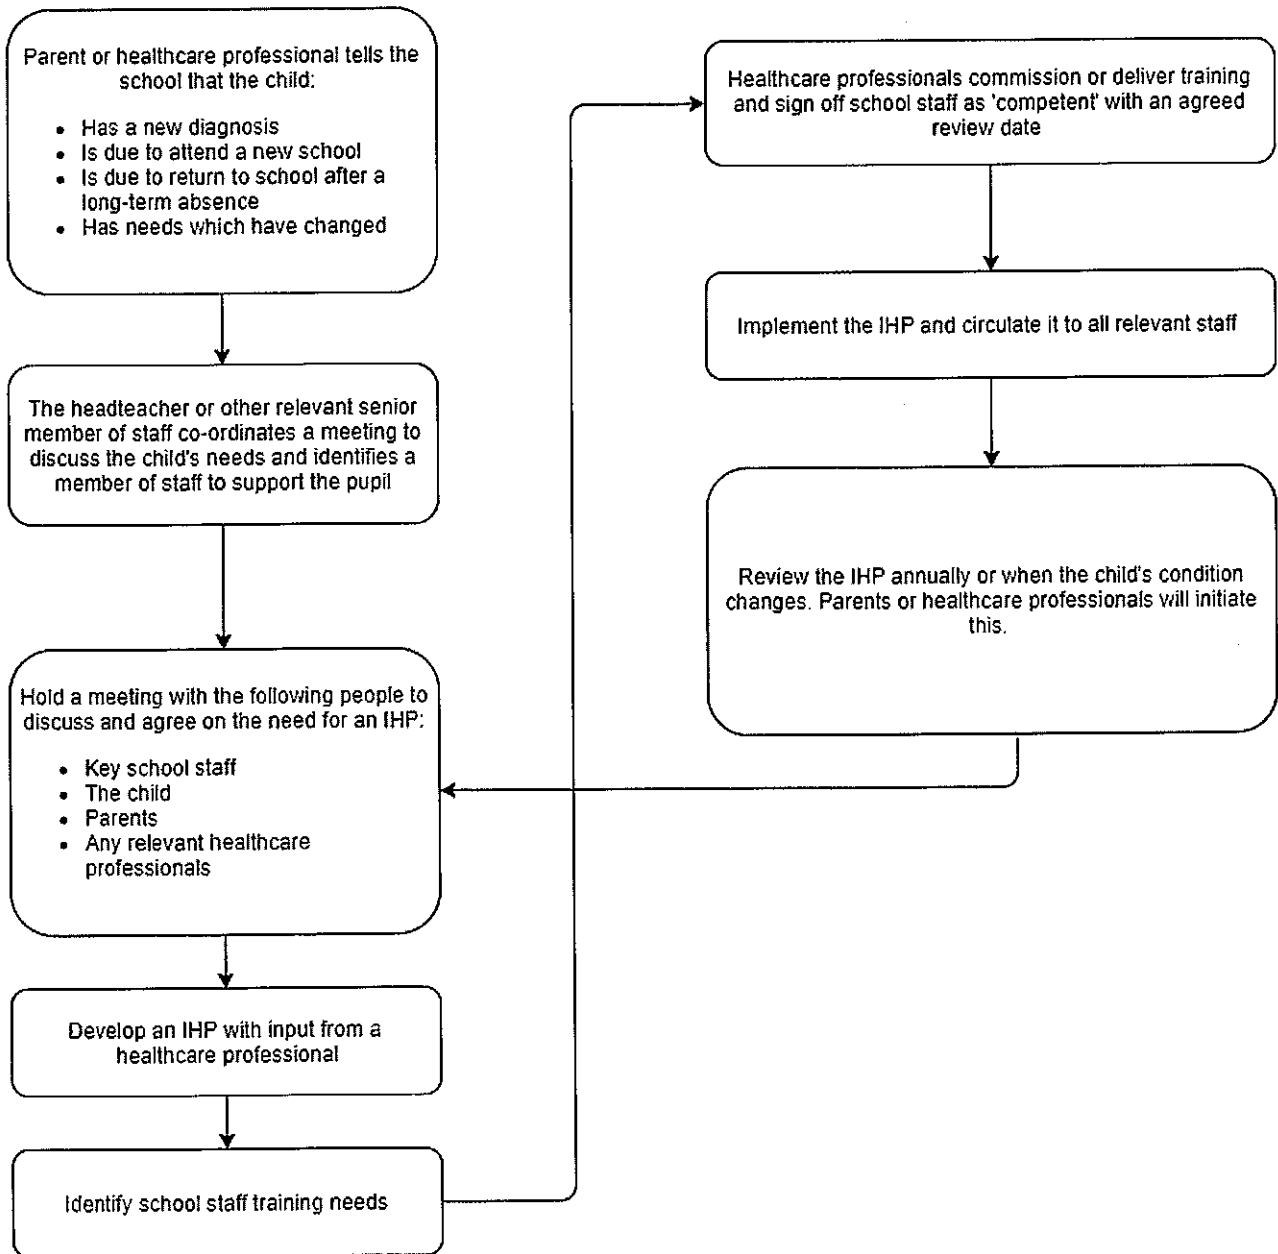 Parent or healthcare professional tells the
school that the child:
• Has a new diagnosis
• Is due to attend a new school
• Is due to return to school after a
long-term absence
• Has needs which have changed
The headteacher or other relevant senior
member of staff co-ordinates a meeting to
discuss the child's needs and identifies a
member of staff to support the pupil
Hold a meeting with the following people to
discuss and agree on the need for an IHP:
• Key school staff
• The child
• Parents
• Any relevant healthcare
professionals
Develop an IHP with input from a
healthcare professional
Identify school staff training needs
Healthcare professionals commission or deliver training
and sign off school staff as 'competent' with an agreed
review date
Implement the IHP and circulate it to all relevant staff
Review the IHP annually or when the child's condition
changes. Parents or healthcare professionals will initiate
this.